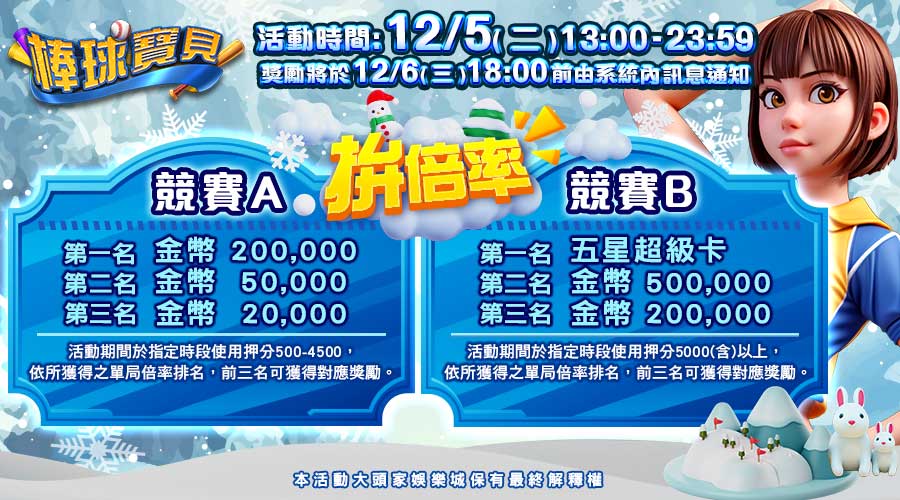 棒球寶貝
活動時間:12/5(二)13:00-23:59
獎勵將於12/6(三)18:00前由系統內訊息通知
拚倍率
競賽A
第一名 金幣 200,000
第二名 金幣 50,000
第三名 金幣 20,000
活動期間於指定時段使用押分500-4500，
依所獲得之單局倍率排名，前三名可獲得對應獎勵。
競賽B
第一名 五星超級卡
第二名 金幣 500,000
第三名 金幣 200,000
活動期間於指定時段使用押分5000(含)以上，
依所獲得之單局倍率排名，前三名可獲得對應獎勵。
本活動大頭家娛樂城保有最終解釋權